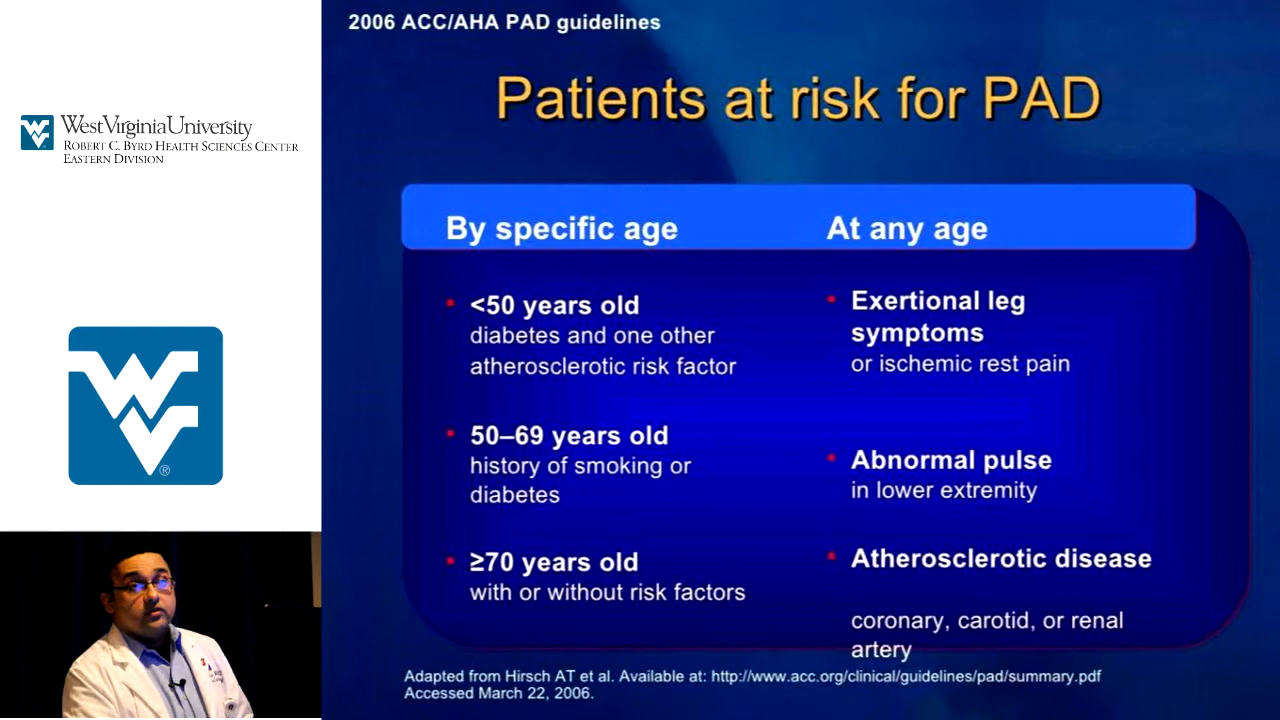 2006 ACC/AHA PAD guidelines
Patients at risk for PAD
WestVirginiaUniversity
ROBERT C. BYRD HEALTH SCIENCES CENTER
EASTERN DIVISION
WV
®
By specific age
<50 years old
diabetes and one other
atherosclerotic risk factor
50–69 years old
history of smoking or
diabetes
≥70 years old
with or without risk factors
At any age
Exertional leg
symptoms
or ischemic rest pain
Abnormal pulse
in lower extremity
Atherosclerotic disease
coronary, carotid, or renal
artery
Adapted from Hirsch AT et al. Available at: http://www.acc.org/clinical/guidelines/pad/summary.pdf
Accessed March 22, 2006.